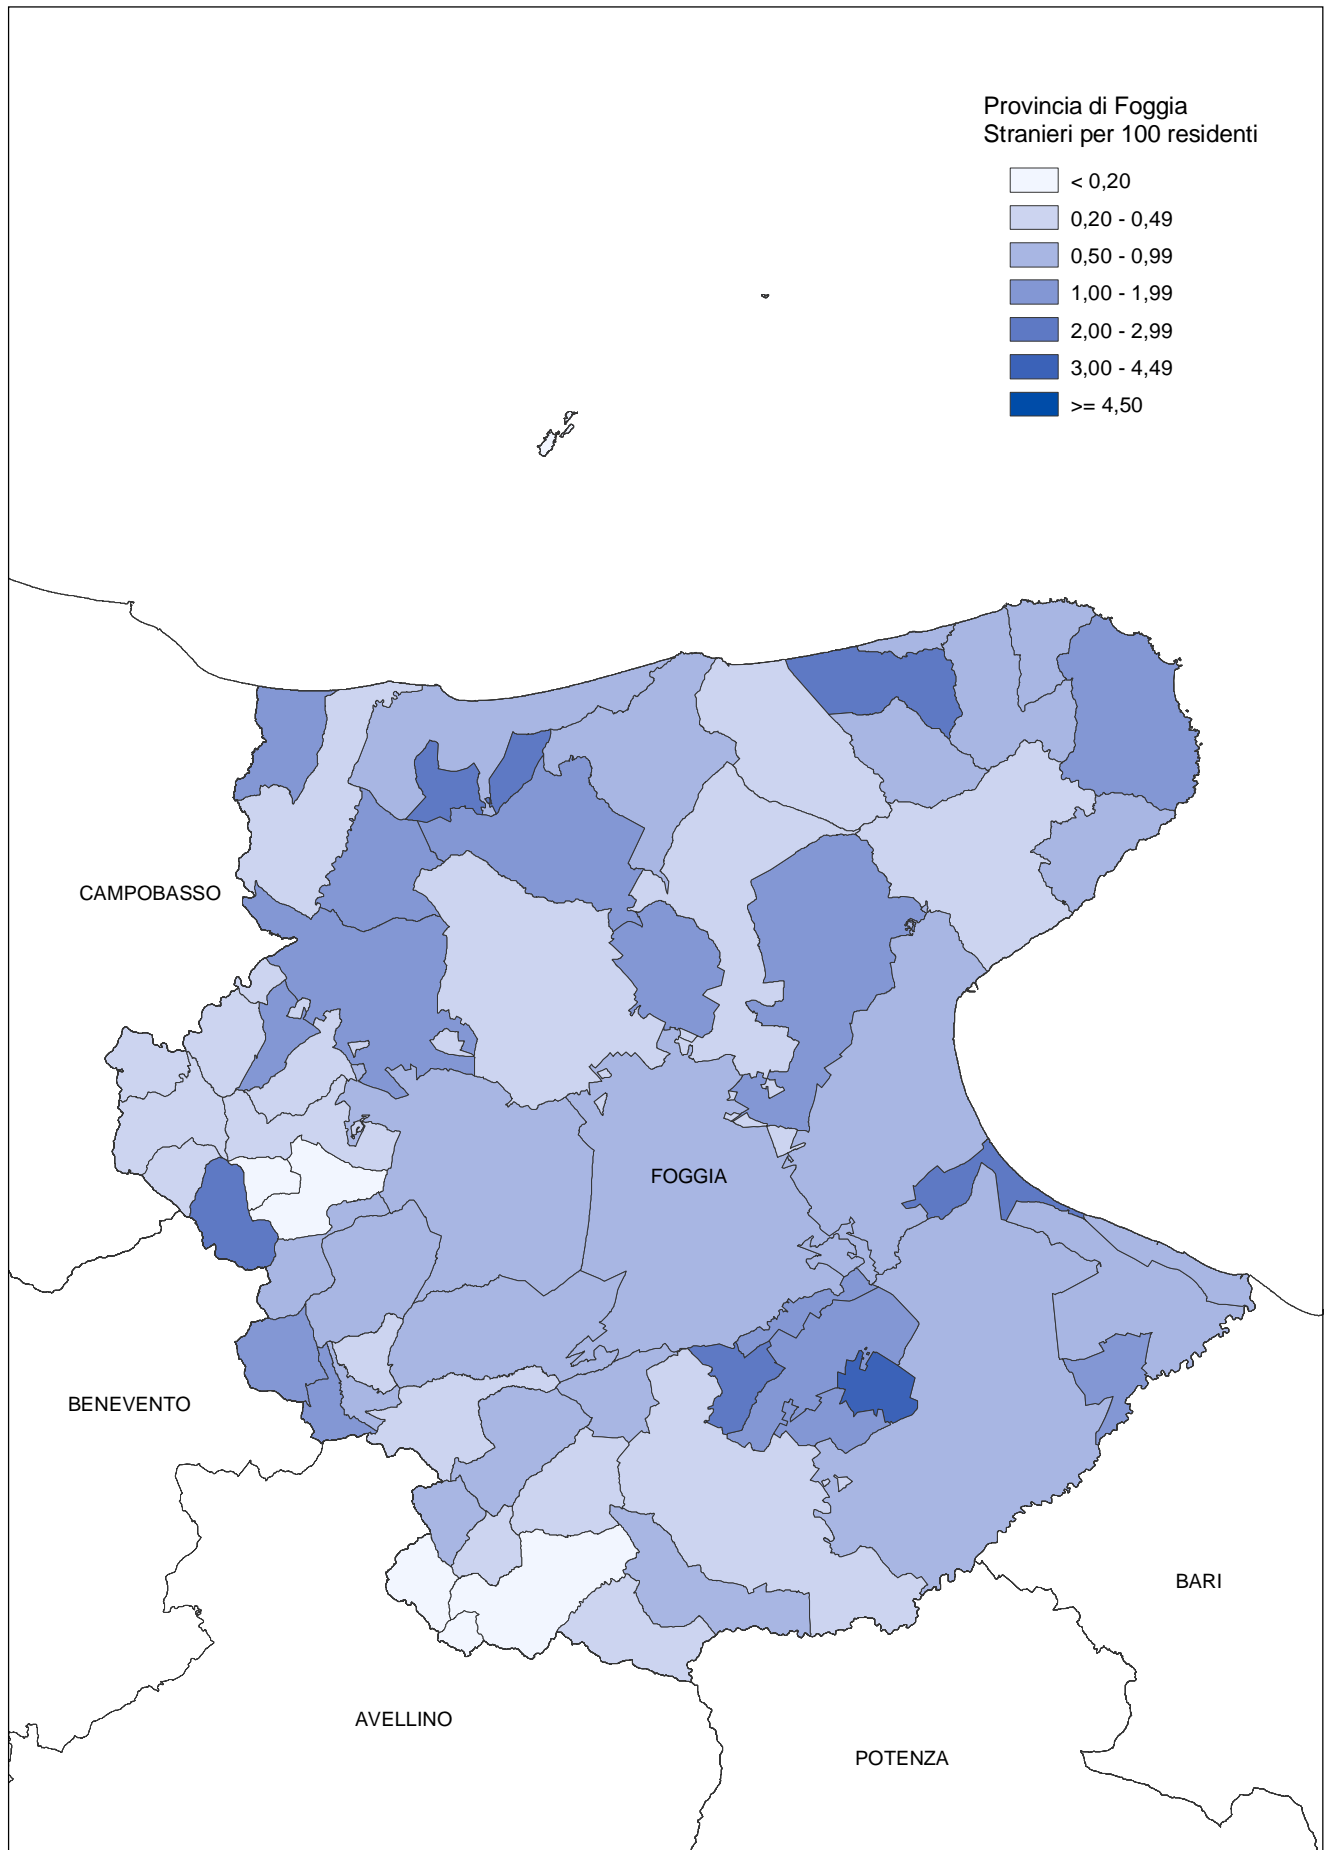 Provincia di Foggia
Stranieri per 100 residenti
< 0,20
0,20 - 0,49
0,50 - 0,99
1,00 - 1,99
2,00 - 2,99
3,00 - 4,49
>= 4,50
CAMPOBASSO
FOGGIA
BENEVENTO
BARI
AVELLINO
POTENZA